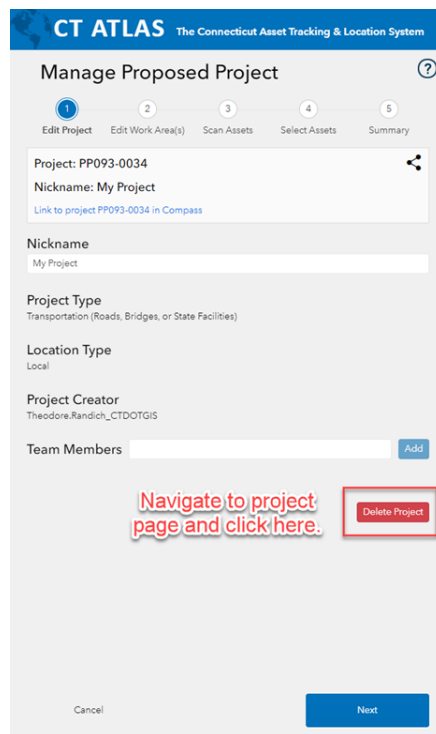 CT ATLAS The Connecticut Asset Tracking & Location System
Manage Proposed Project
?
1 2 3 4 5
Edit Project Edit Work Area(s) Scan Assets Select Assets Summary
Project: PP093-0034
Nickname: My Project
Link to project PP093-0034 in Compass
Nickname
My Project
Project Type
Transportation (Roads, Bridges, or State Facilities)
Location Type
Local
Project Creator
Theodore.Randich_CTDOTGIS
Team Members Add
Navigate to project
page and click here.
Delete Project
Cancel Next